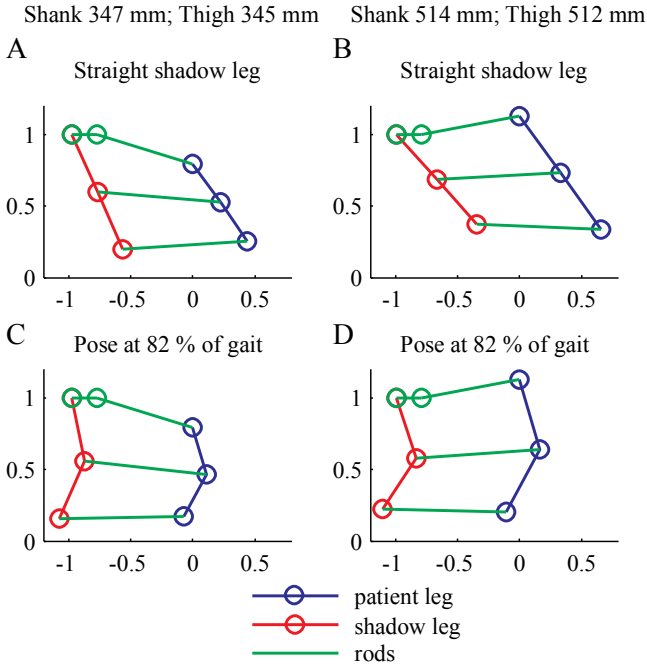 Shank 347 mm; Thigh 345 mm
Shank 514 mm; Thigh 512 mm
A
B
Straight shadow leg
Straight shadow leg
1
0.5
0
-1
-0.5
0
0.5
1
0.5
0
-1
-0.5
0
0.5
C
D
Pose at 82 % of gait
Pose at 82 % of gait
1
0.5
0
-1
-0.5
0
0.5
1
0.5
0
-1
-0.5
0
0.5
patient leg
shadow leg
rods